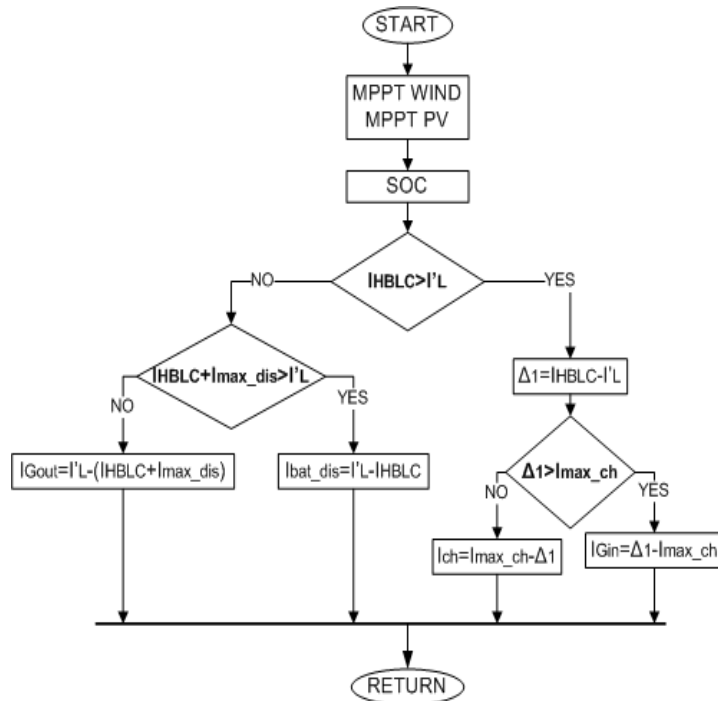 START
MPPT WIND
MPPT PV
SOC
IHBLC>I'L
NO
YES
IHBLC+Imax_dis>I'L
Δ1=IHBLC-I'L
NO
YES
Δ1>Imax_ch
IGout=I'L-(IHBLC+Imax_dis)
Ibat_dis=I'L-IHBLC
NO
YES
Ich=Imax_ch-Δ1
IGin=Δ1-Imax_ch
RETURN